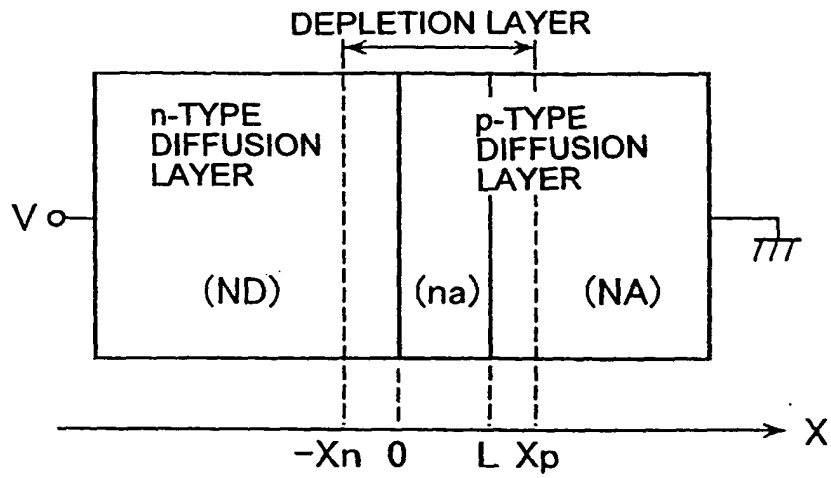 DEPLETION LAYER
n-TYPE
DIFFUSION
LAYER
p-TYPE
DIFFUSION
LAYER
V
(ND)
(na)
(NA)
-Xn 0 L Xp
X